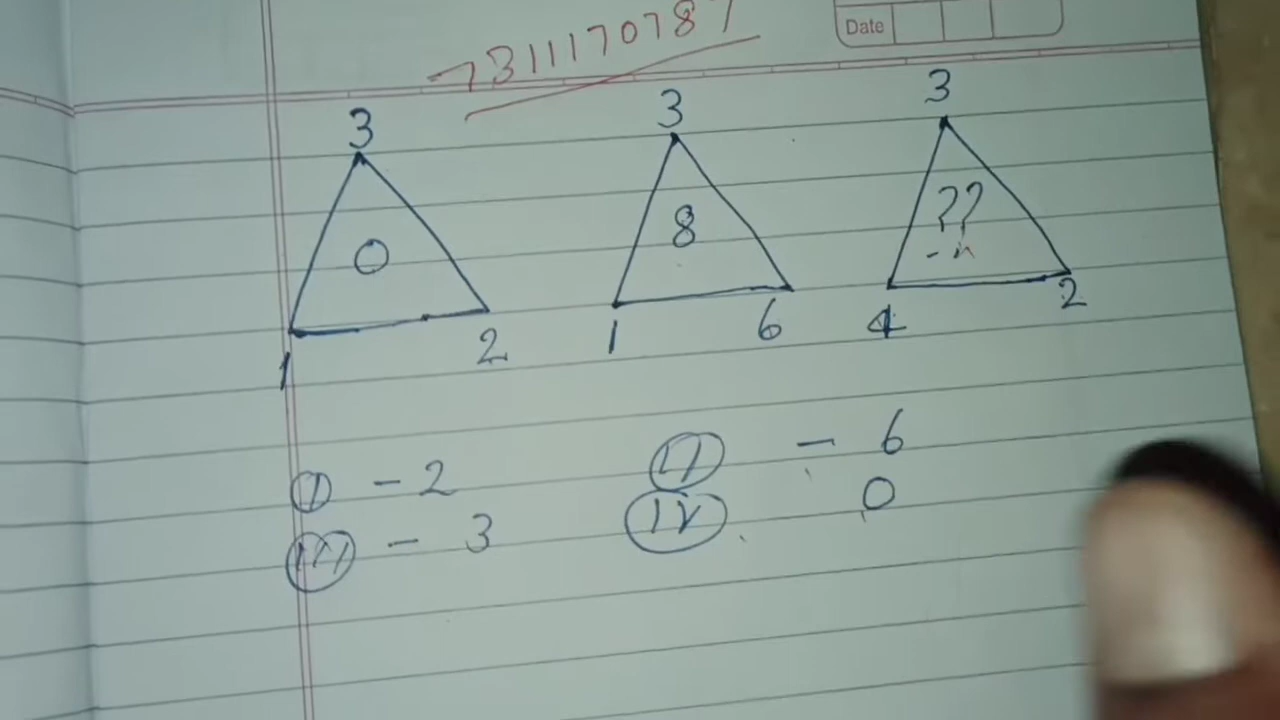 7311170787
Date
3 3 3
0 8 ??
1 2 1 6 4 2
(I) - 2 (II) - 6
(III) - 3 (IV) 0